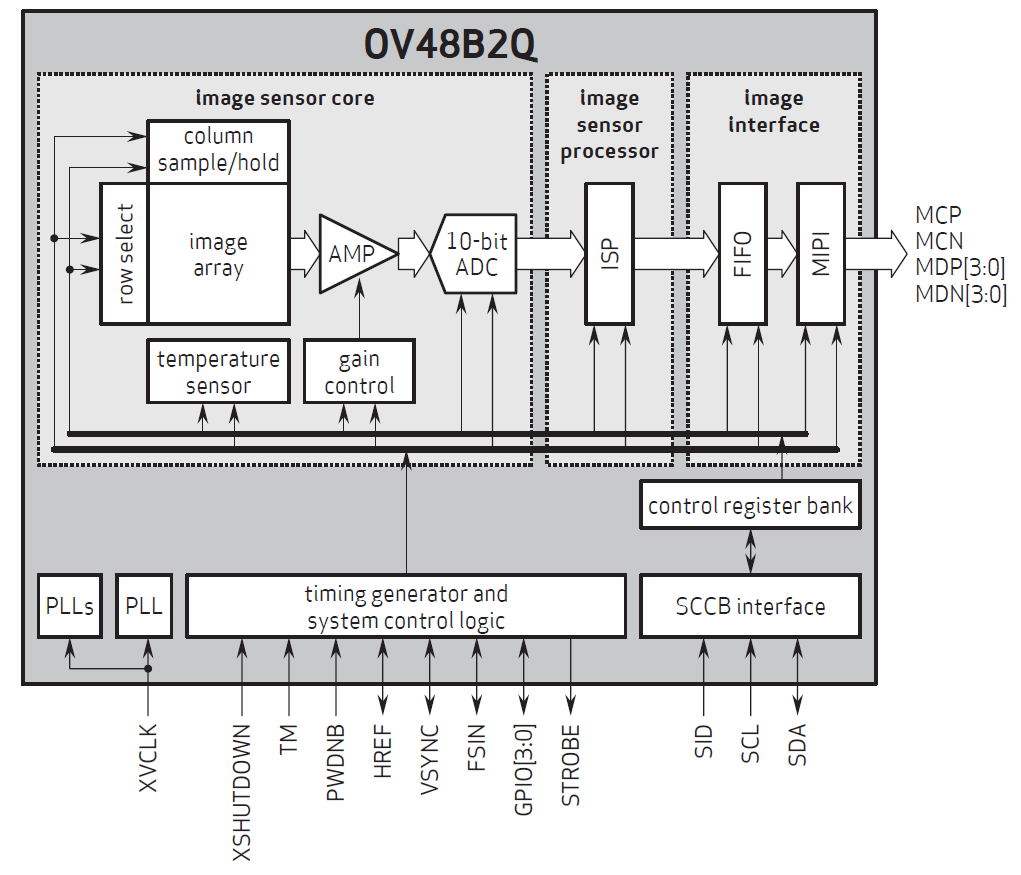 OV48B2Q
image sensor core
image
sensor
processor
image
interface
column
sample/hold
row select
image
array
AMP
10-bit
ADC
ISP
FIFO
MIPI
MCP
MCN
MDP[3:0]
MDN[3:0]
temperature
sensor
gain
control
control register bank
PLLs
PLL
timing generator and
system control logic
SCCB interface
XVCLK
XSHUTDOWN
TM
PWDNB
HREF
VSYNC
FSIN
GPIO[3:0]
STROBE
SID
SCL
SDA